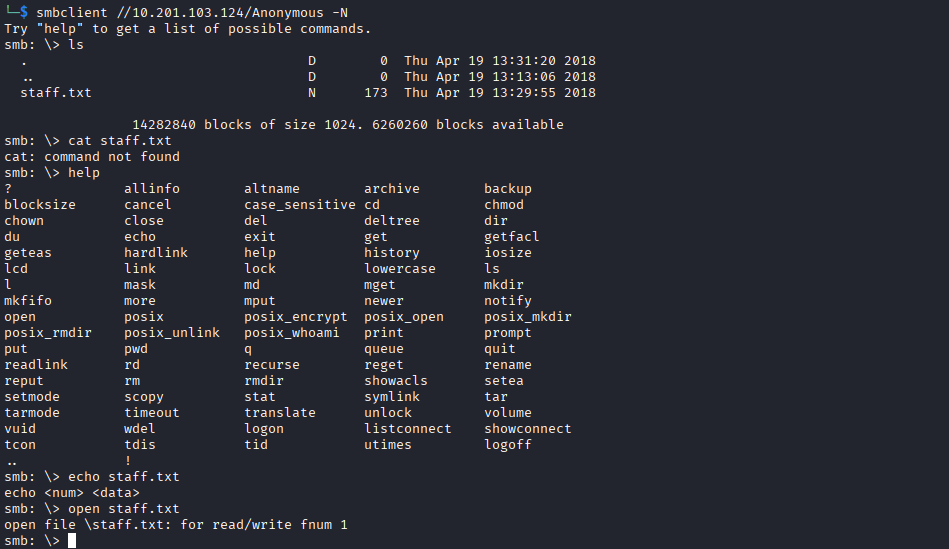 └─$ smbclient //10.201.103.124/Anonymous -N
Try "help" to get a list of possible commands.
smb: \> ls
  .                                   D        0  Thu Apr 19 13:31:20 2018
  ..                                  D        0  Thu Apr 19 13:13:06 2018
  staff.txt                           N      173  Thu Apr 19 13:29:55 2018
                14282840 blocks of size 1024. 6260260 blocks available
smb: \> cat staff.txt
cat: command not found
smb: \> help
?              allinfo        altname        archive        backup
blocksize      cancel         case_sensitive cd             chmod
chown          close          del            deltree        dir
du             echo           exit           get            getfacl
geteas         hardlink       help           history        iosize
lcd            link           lock           lowercase      ls
l              mask           md             mget           mkdir
mkfifo         more           mput           newer          notify
open           posix          posix_encrypt  posix_open     posix_mkdir
posix_rmdir    posix_unlink   posix_whoami   print          prompt
put            pwd            q              queue          quit
readlink       rd             recurse        reget          rename
reput          rm             rmdir          showacls       setea
setmode        scopy          stat           symlink        tar
tarmode        timeout        translate      unlock         volume
vuid           wdel           logon          listconnect    showconnect
tcon           tdis           tid            utimes         logoff
..             !
smb: \> echo staff.txt
echo <num> <data>
smb: \> open staff.txt
open file \staff.txt: for read/write fnum 1
smb: \>